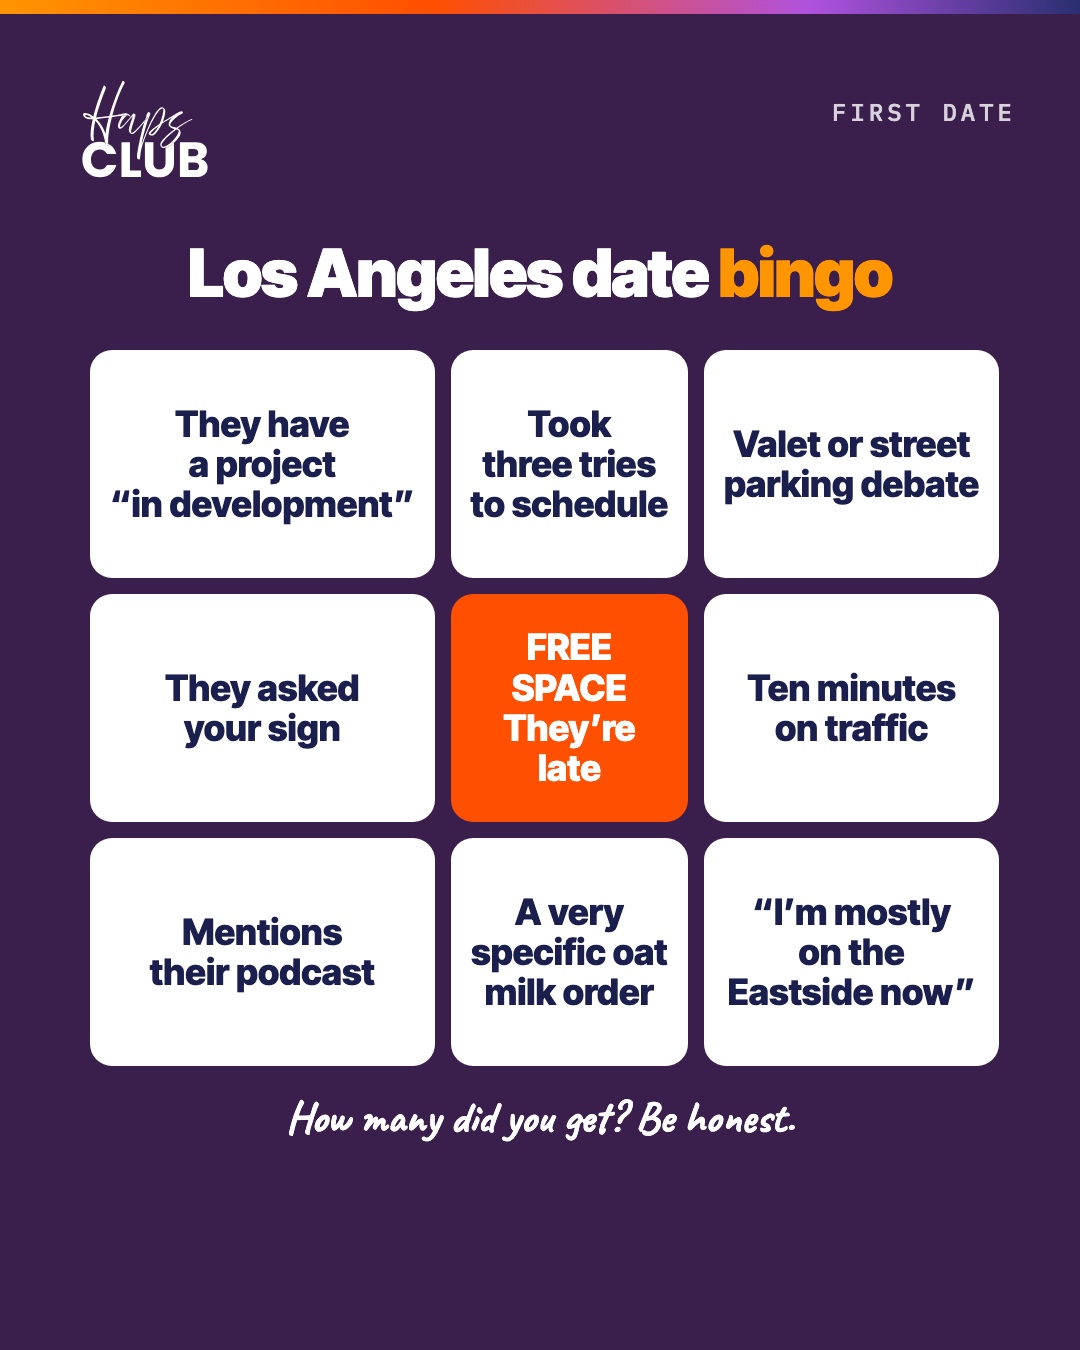 Haps
CLUB
FIRST DATE
Los Angeles date bingo
They have
a project
“in development”
Took
three tries
to schedule
Valet or street
parking debate
They asked
your sign
FREE
SPACE
They’re
late
Ten minutes
on traffic
Mentions
their podcast
A very
specific oat
milk order
“I’m mostly
on the
Eastside now”
How many did you get? Be honest.